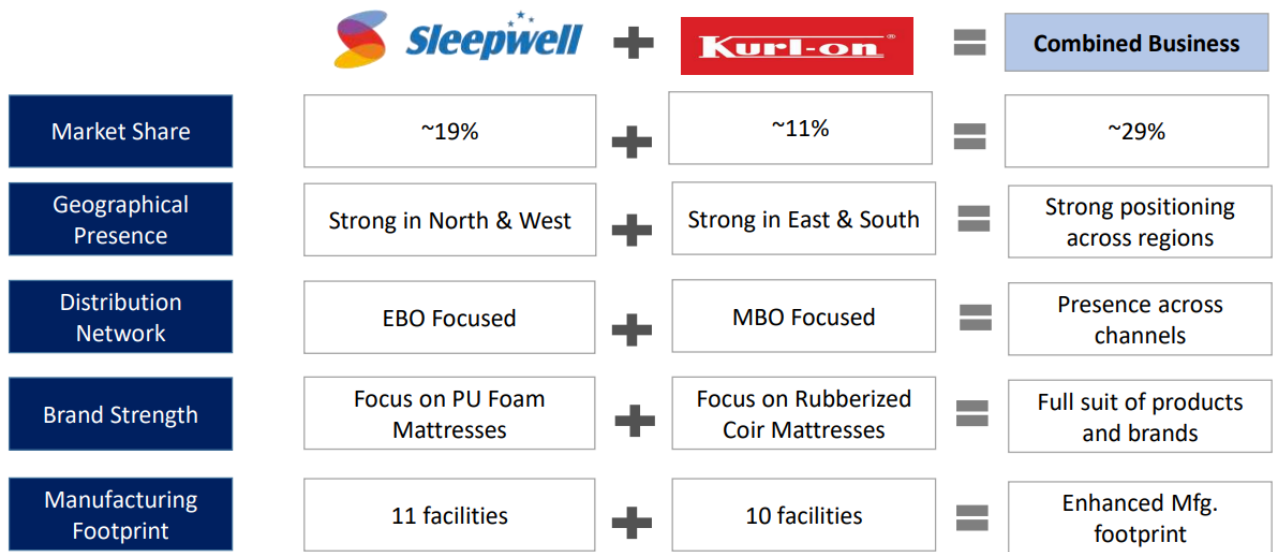 Sleepwell + Kurl-on® = Combined Business
Market Share ~19% + ~11% = ~29%
Geographical
Presence
Strong in North & West + Strong in East & South =
Strong positioning
across regions
Distribution
Network
EBO Focused + MBO Focused =
Presence across
channels
Brand Strength
Focus on PU Foam
Mattresses
+
Focus on Rubberized
Coir Mattresses
=
Full suit of products
and brands
Manufacturing
Footprint
11 facilities + 10 facilities =
Enhanced Mfg.
footprint